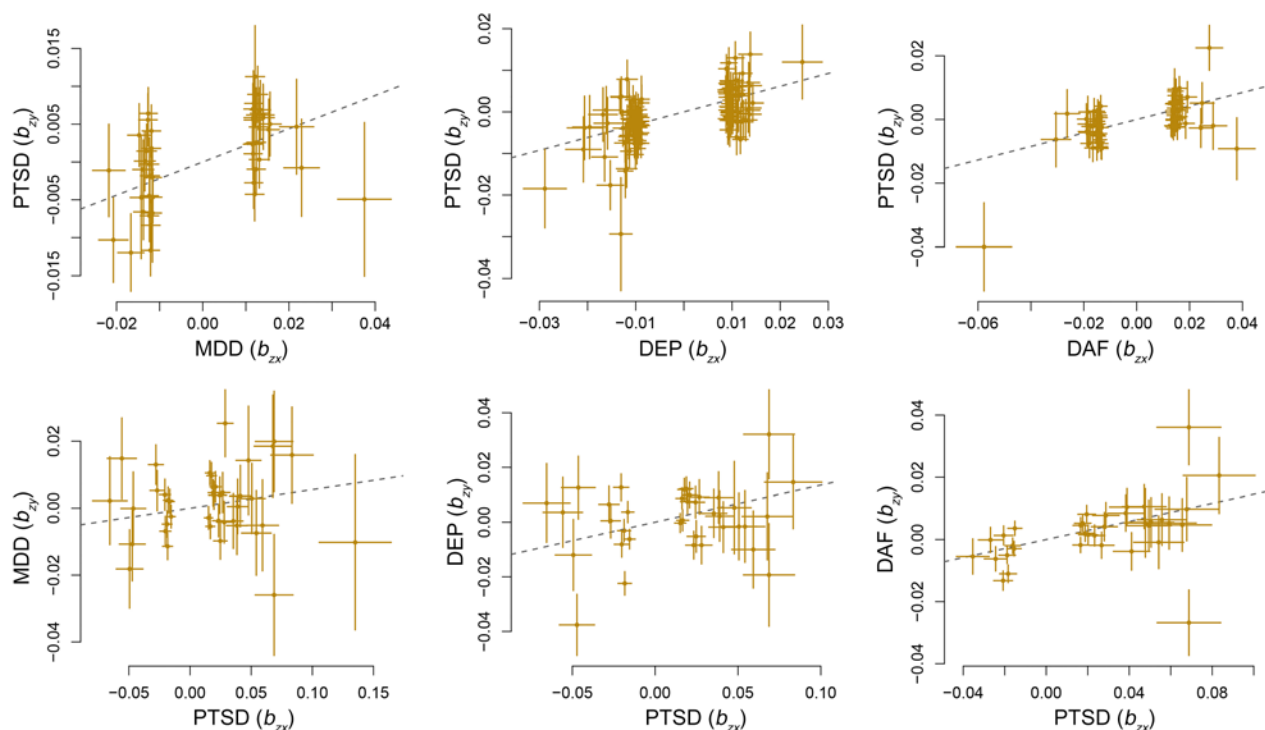 PTSD (bzy)
0.015
0.005
−0.005
−0.015
−0.02 0.00 0.02 0.04
MDD (bzx)
PTSD (bzy)
0.02
0.00
−0.02
−0.04
−0.03 −0.01 0.01 0.03
DEP (bzx)
PTSD (bzy)
0.02
0.00
−0.02
−0.04
−0.06 −0.02 0.00 0.02 0.04
DAF (bzx)
MDD (bzy)
0.02
0.00
−0.02
−0.04
−0.05 0.00 0.05 0.10 0.15
PTSD (bzx)
DEP (bzy)
0.04
0.02
0.00
−0.02
−0.04
−0.05 0.00 0.05 0.10
PTSD (bzx)
DAF (bzy)
0.04
0.02
0.00
−0.02
−0.04
−0.04 0.00 0.04 0.08
PTSD (bzx)